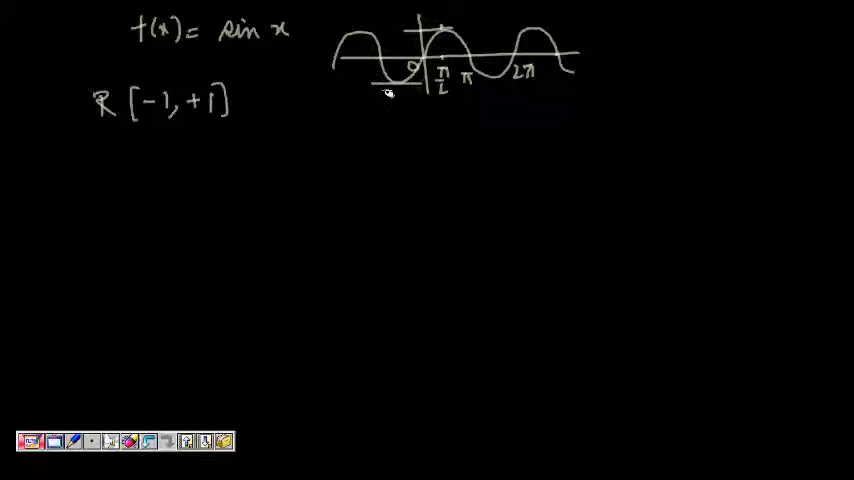 f(x) = sin x
0 π/2 π 2π
R [-1, +1]